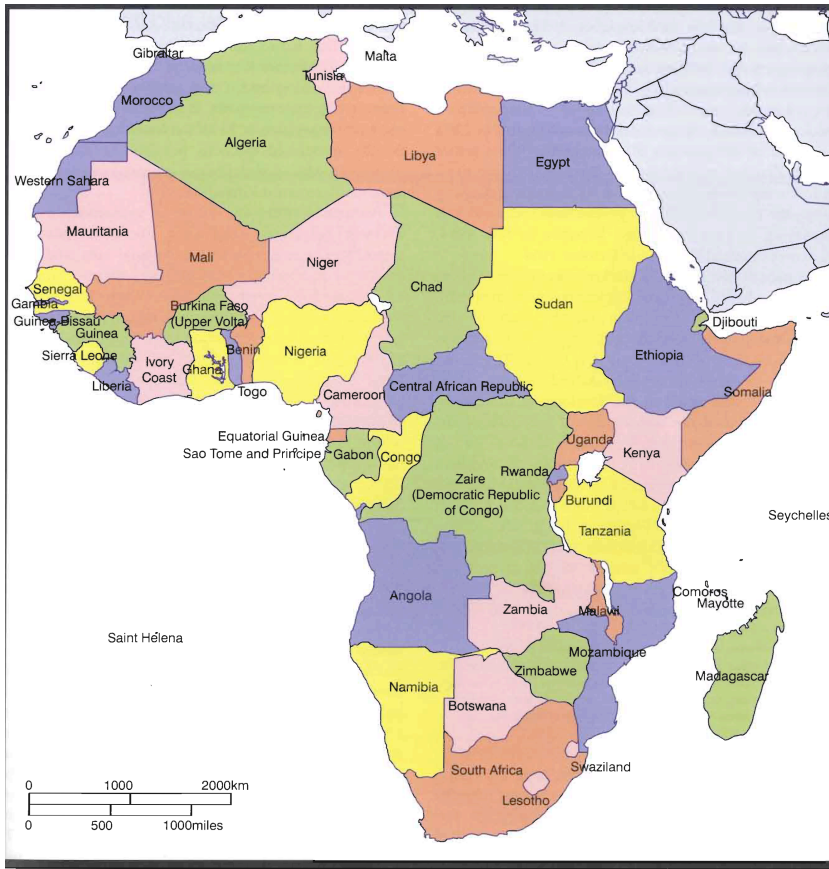 Gibraltar
Malta
Tunisia
Morocco
Algeria
Libya
Egypt
Western Sahara
Mauritania
Mali
Niger
Chad
Sudan
Senegal
Gambia
Guinea Bissau
Guinea
Burkina Faso
(Upper Volta)
Djibouti
Sierra Leone
Ivory
Coast
Ghana
Benin
Nigeria
Ethiopia
Liberia
Togo
Cameroon
Central African Republic
Somalia
Equatorial Guinea
Sao Tome and Principe
Gabon
Congo
Uganda
Kenya
Zaire
(Democratic Republic
of Congo)
Rwanda
Burundi
Tanzania
Seychelles
Angola
Zambia
Malawi
Comoros
Mayotte
Saint Helena
Mozambique
Zimbabwe
Madagascar
Namibia
Botswana
South Africa
Swaziland
Lesotho
0 1000 2000km
0 500 1000miles